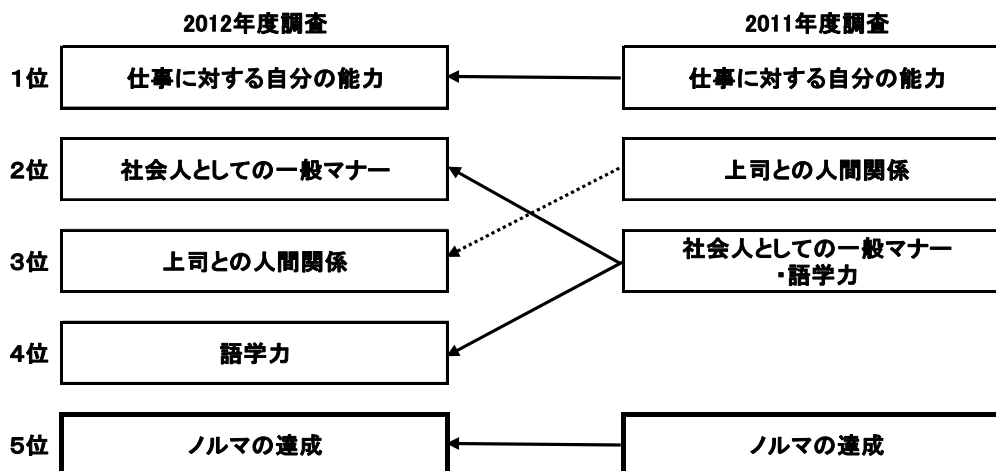 2012年度調査
2011年度調査
1位
仕事に対する自分の能力
仕事に対する自分の能力
2位
社会人としての一般マナー
上司との人間関係
3位
上司との人間関係
社会人としての一般マナー
・語学力
4位
語学力
5位
ノルマの達成
ノルマの達成